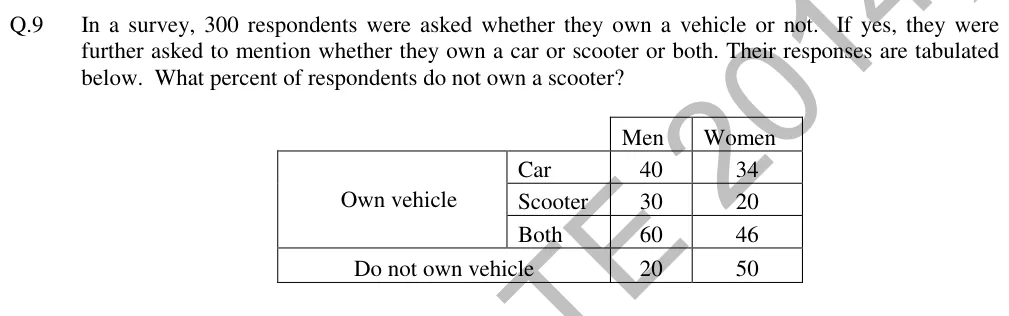 Q.9 In a survey, 300 respondents were asked whether they own a vehicle or not. If yes, they were
further asked to mention whether they own a car or scooter or both. Their responses are tabulated
below. What percent of respondents do not own a scooter?
Men Women
Car 40 34
Own vehicle Scooter 30 20
Both 60 46
Do not own vehicle 20 50
TE 2014